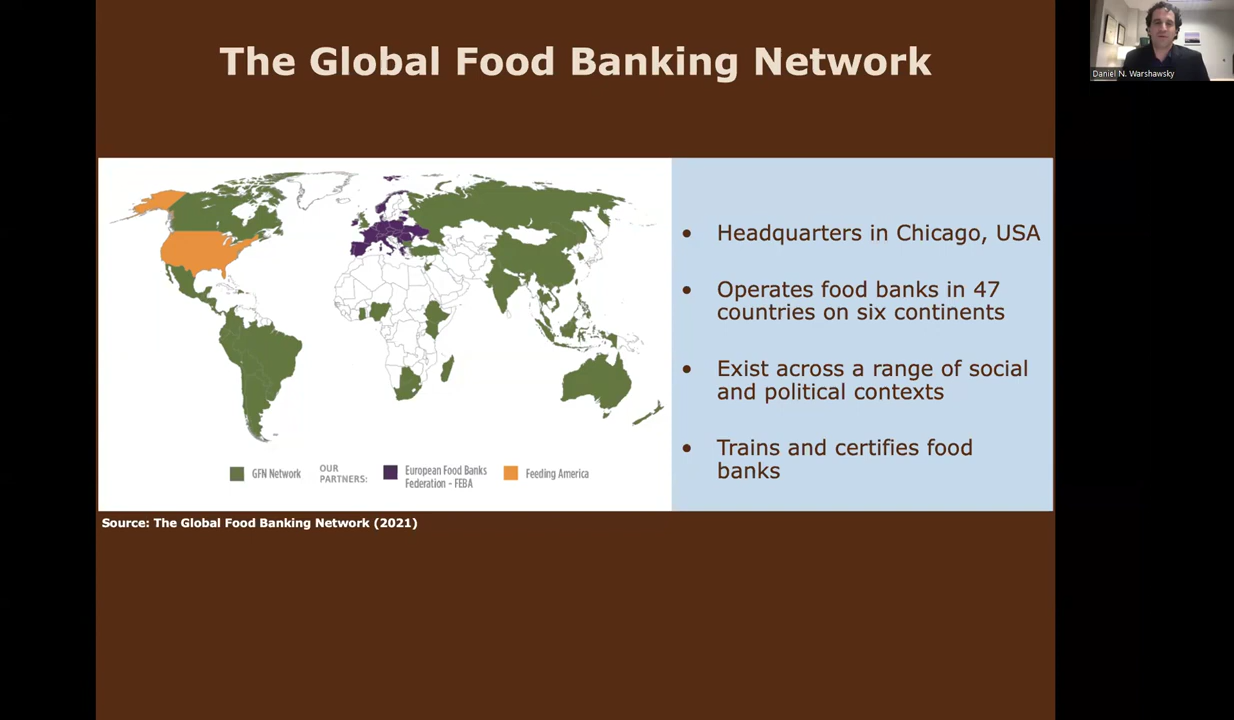 The Global Food Banking Network
Daniel N. Warshawsky
• Headquarters in Chicago, USA
• Operates food banks in 47
countries on six continents
• Exist across a range of social
and political contexts
• Trains and certifies food
banks
GFN Network
OUR
PARTNERS:
European Food Banks
Federation - FEBA
Feeding America
Source: The Global Food Banking Network (2021)